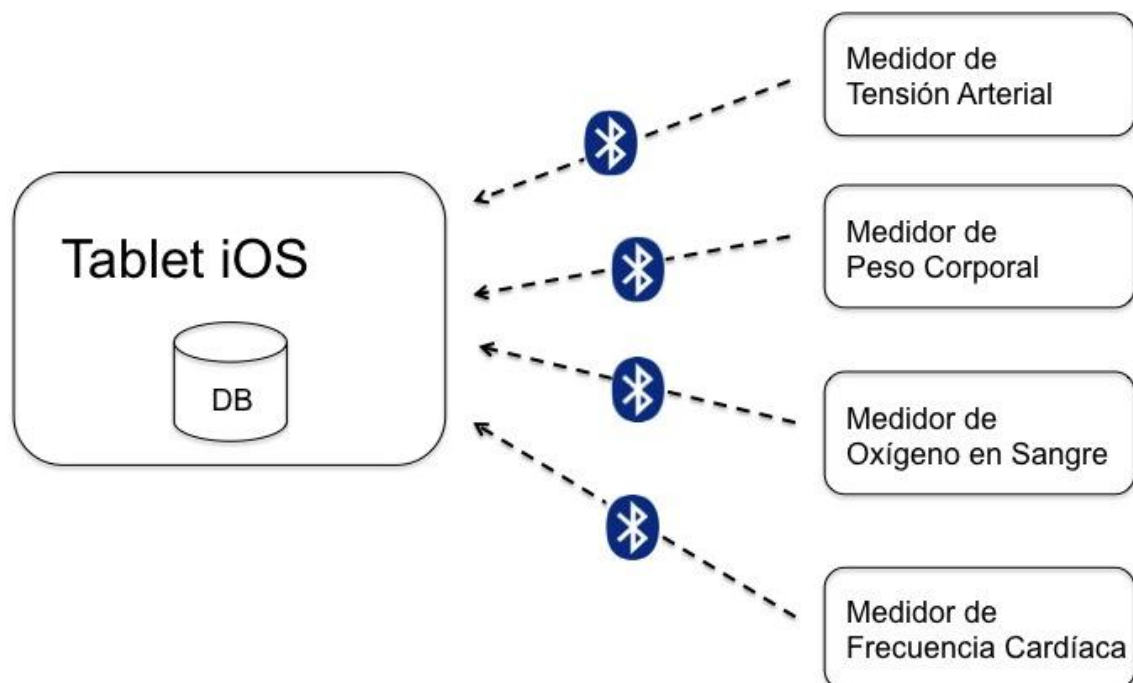 Medidor de
Tensión Arterial
Tablet iOS
DB
Medidor de
Peso Corporal
Medidor de
Oxígeno en Sangre
Medidor de
Frecuencia Cardíaca